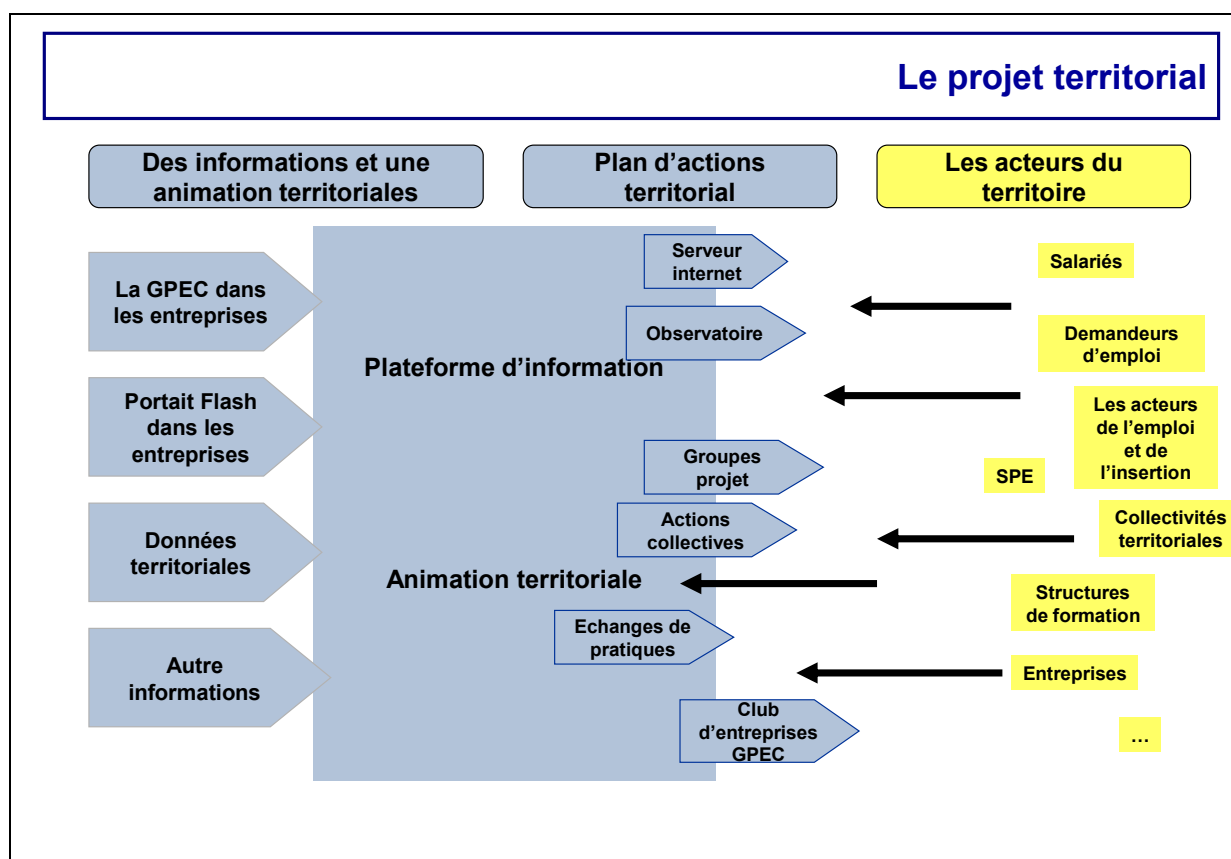 Le projet territorial
Des informations et une
animation territoriales
Plan d’actions
territorial
Les acteurs du
territoire
La GPEC dans
les entreprises
Portait Flash
dans les
entreprises
Données
territoriales
Autre
informations
Plateforme d’information
Animation territoriale
Serveur
internet
Observatoire
Groupes
projet
Actions
collectives
Echanges de
pratiques
Club
d’entreprises
GPEC
Salariés
Demandeurs
d’emploi
Les acteurs
de l’emploi
et de
l’insertion
SPE
Collectivités
territoriales
Structures
de formation
Entreprises
…